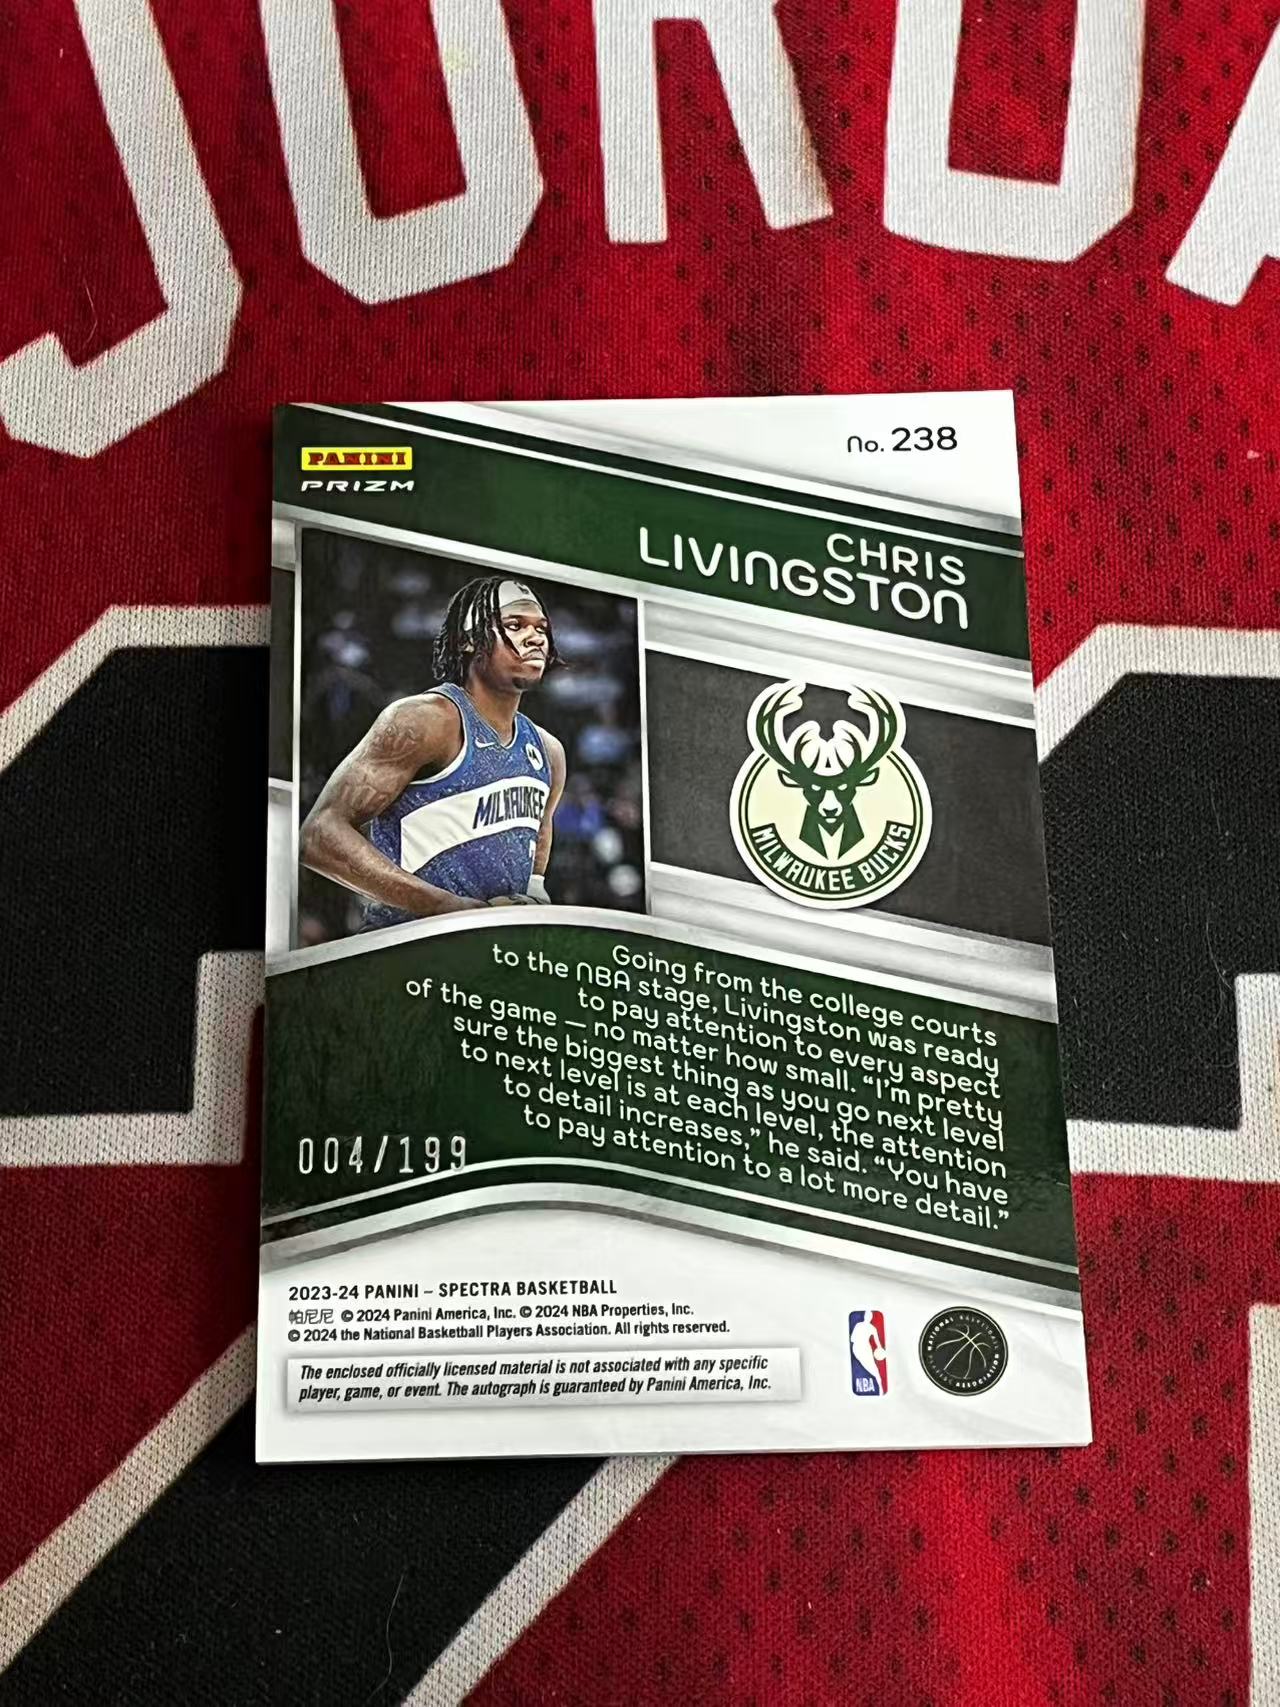 JORDA
PANINI
PRIZM
No. 238
CHRIS
LIVINGSTON
MILWAUKEE
MILWAUKEE BUCKS
Going from the college courts
to the NBA stage, Livingston was ready
to pay attention to every aspect
of the game — no matter how small. “I’m pretty
sure the biggest thing as you go next level
to next level is at each level, the attention
to detail increases,” he said. “You have
to pay attention to a lot more detail.”
004/199
2023-24 PANINI – SPECTRA BASKETBALL
帕尼尼 © 2024 Panini America, Inc. © 2024 NBA Properties, Inc.
© 2024 the National Basketball Players Association. All rights reserved.
The enclosed officially licensed material is not associated with any specific
player, game, or event. The autograph is guaranteed by Panini America, Inc.
NBA
NATIONAL BASKETBALL PLAYERS ASSOCIATION